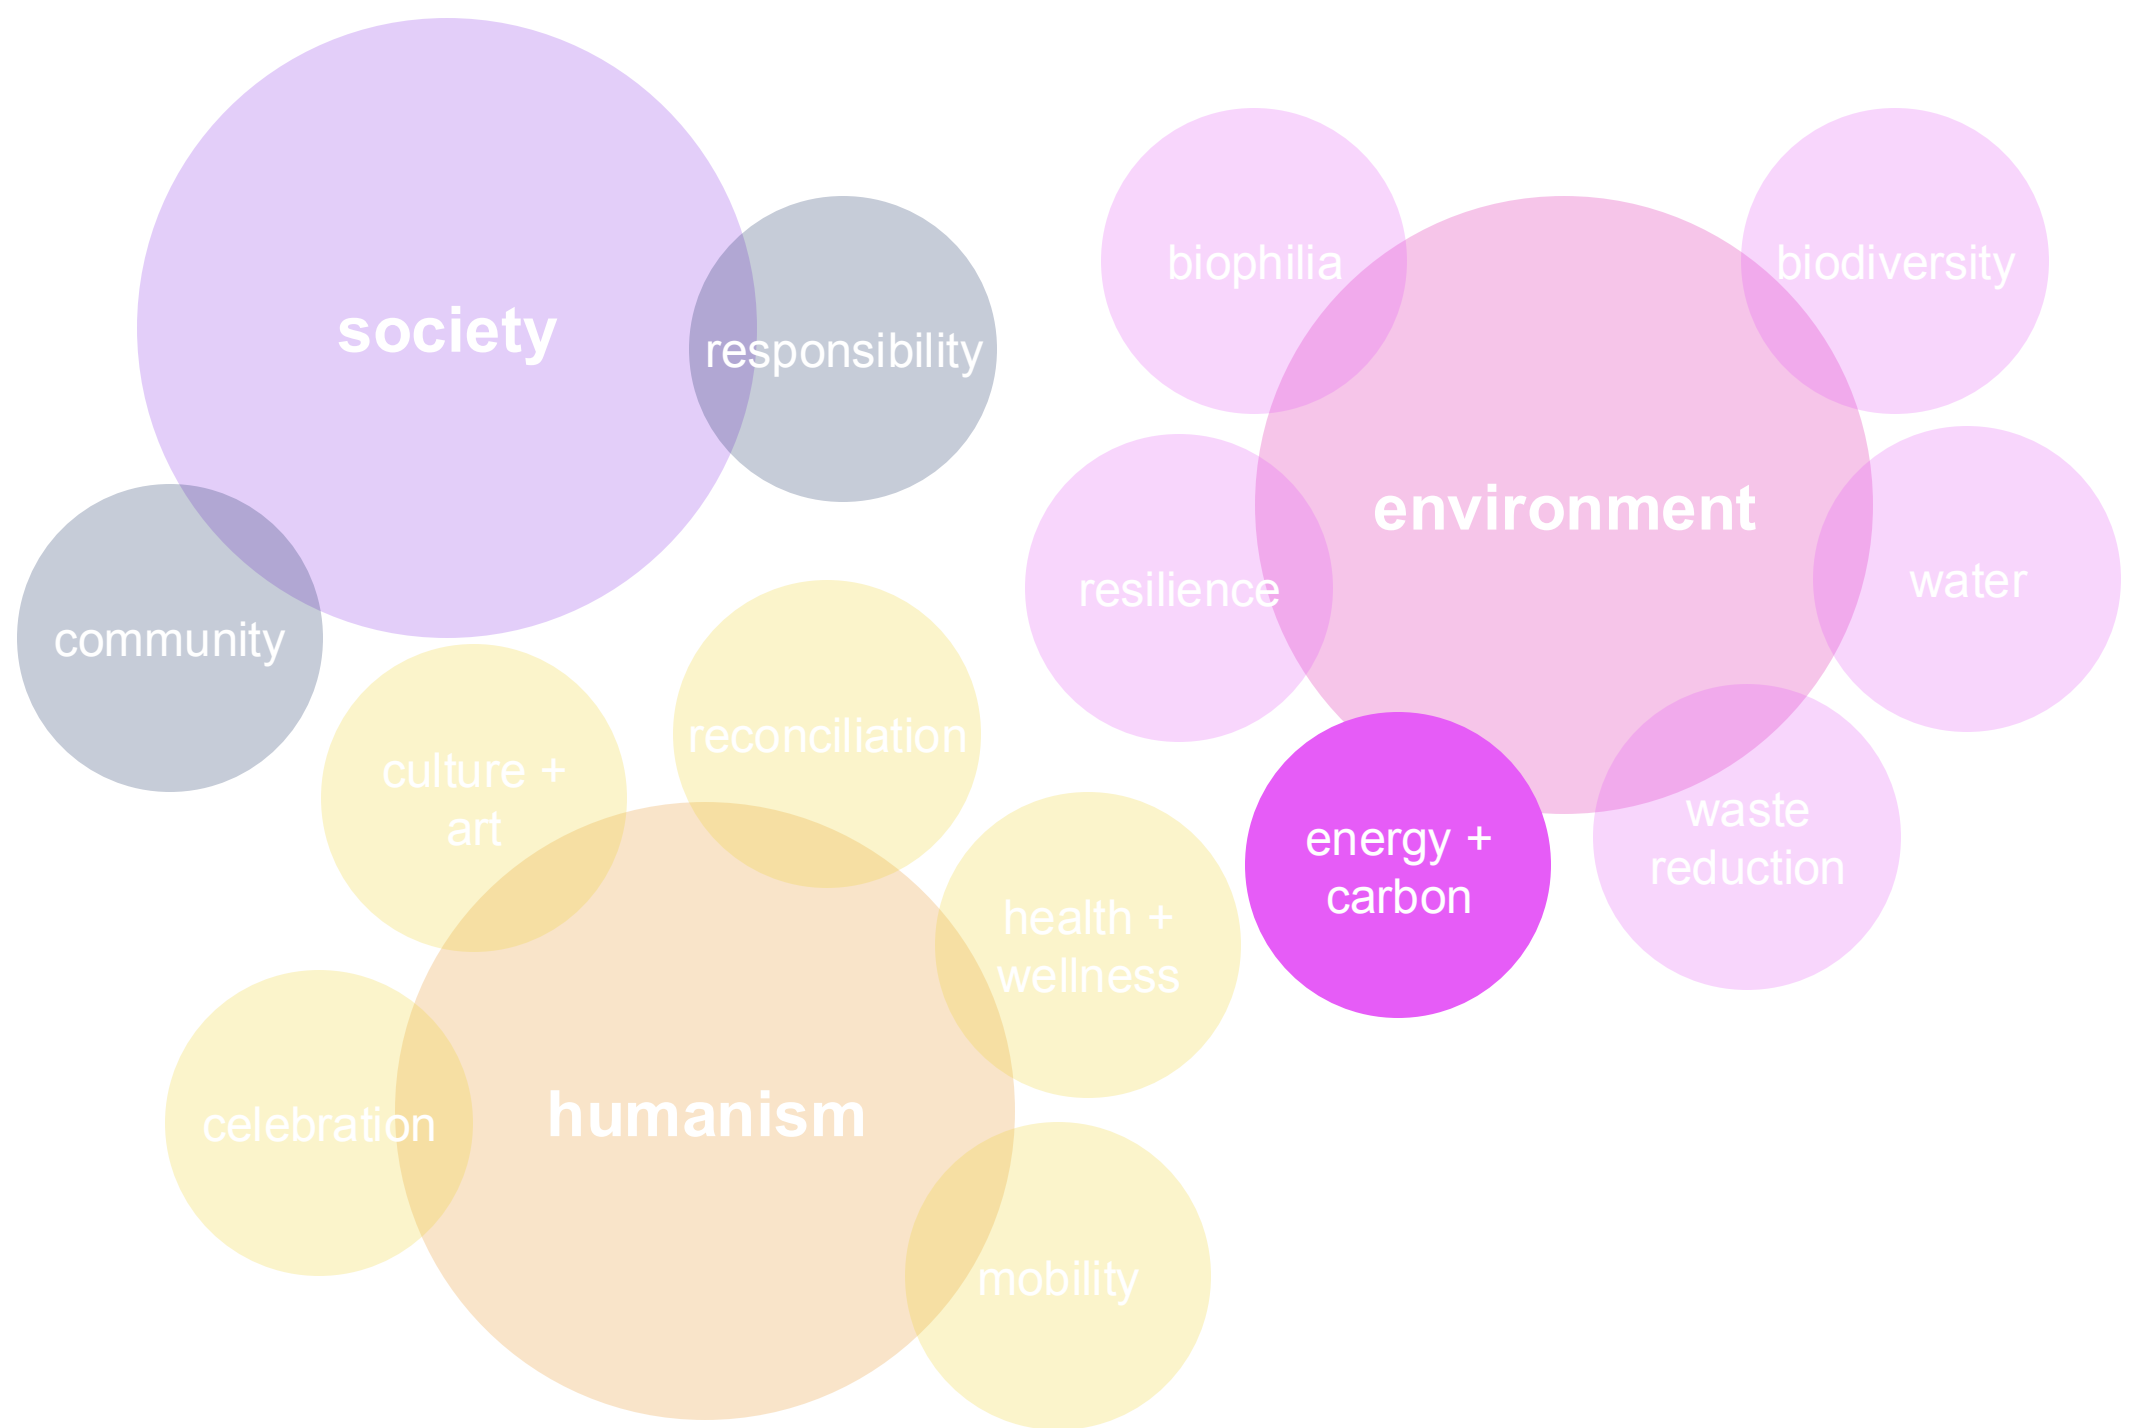 society
responsibility
community
biophilia
biodiversity
environment
resilience
water
energy +
carbon
waste
reduction
culture +
art
reconciliation
health +
wellness
celebration
humanism
mobility